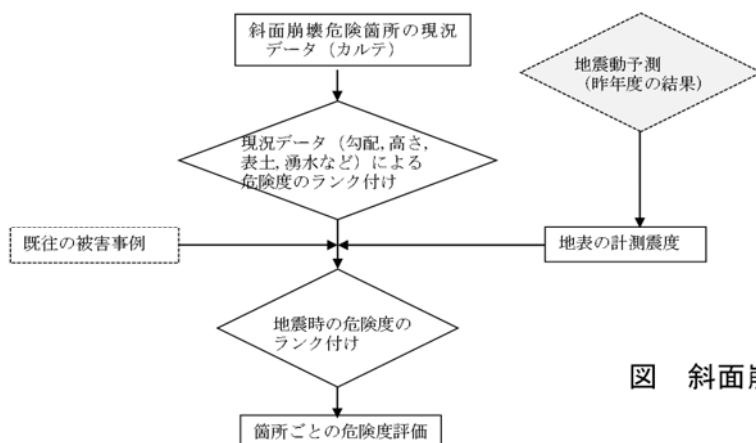 斜面崩壊危険箇所の現況
データ（カルテ）
地震動予測
（昨年度の結果）
現況データ（勾配, 高さ,
表土, 湧水など）による
危険度のランク付け
既往の被害事例
地表の計測震度
地震時の危険度の
ランク付け
図　斜面崩
箇所ごとの危険度評価